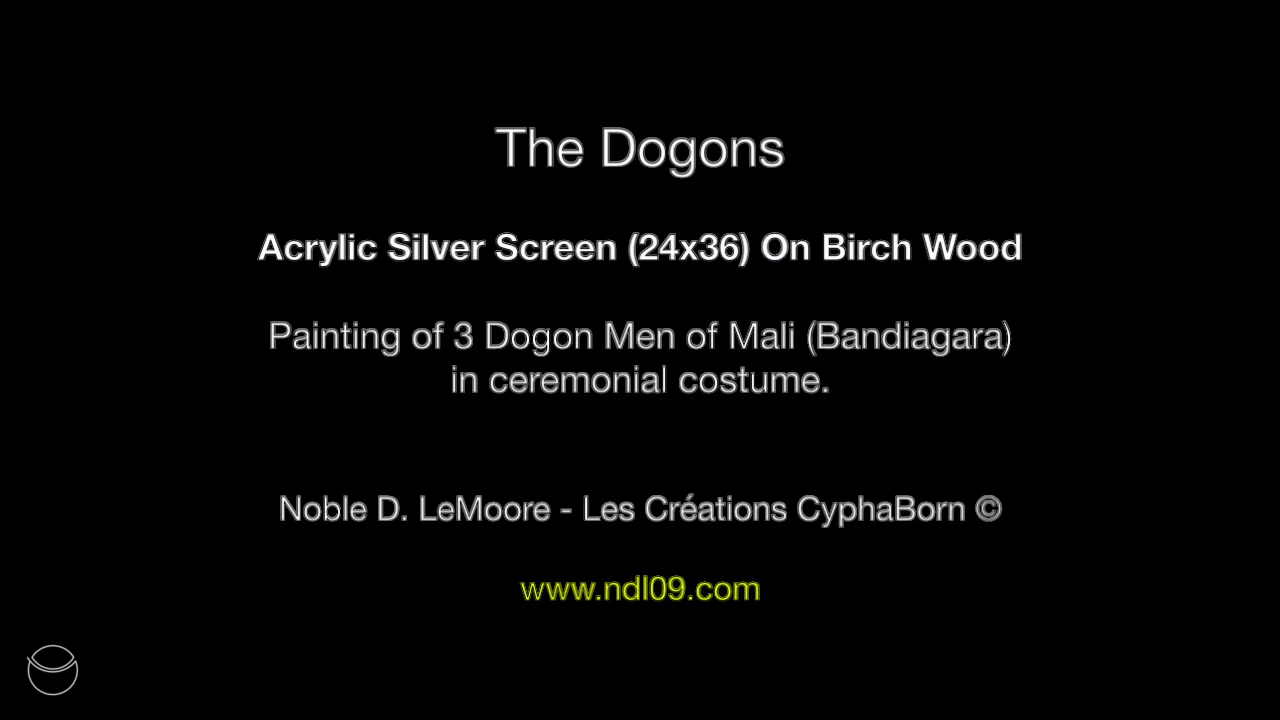 The Dogons
Acrylic Silver Screen (24x36) On Birch Wood
Painting of 3 Dogon Men of Mali (Bandiagara)
in ceremonial costume.
Noble D. LeMoore - Les Créations CyphaBorn ©
www.ndl09.com